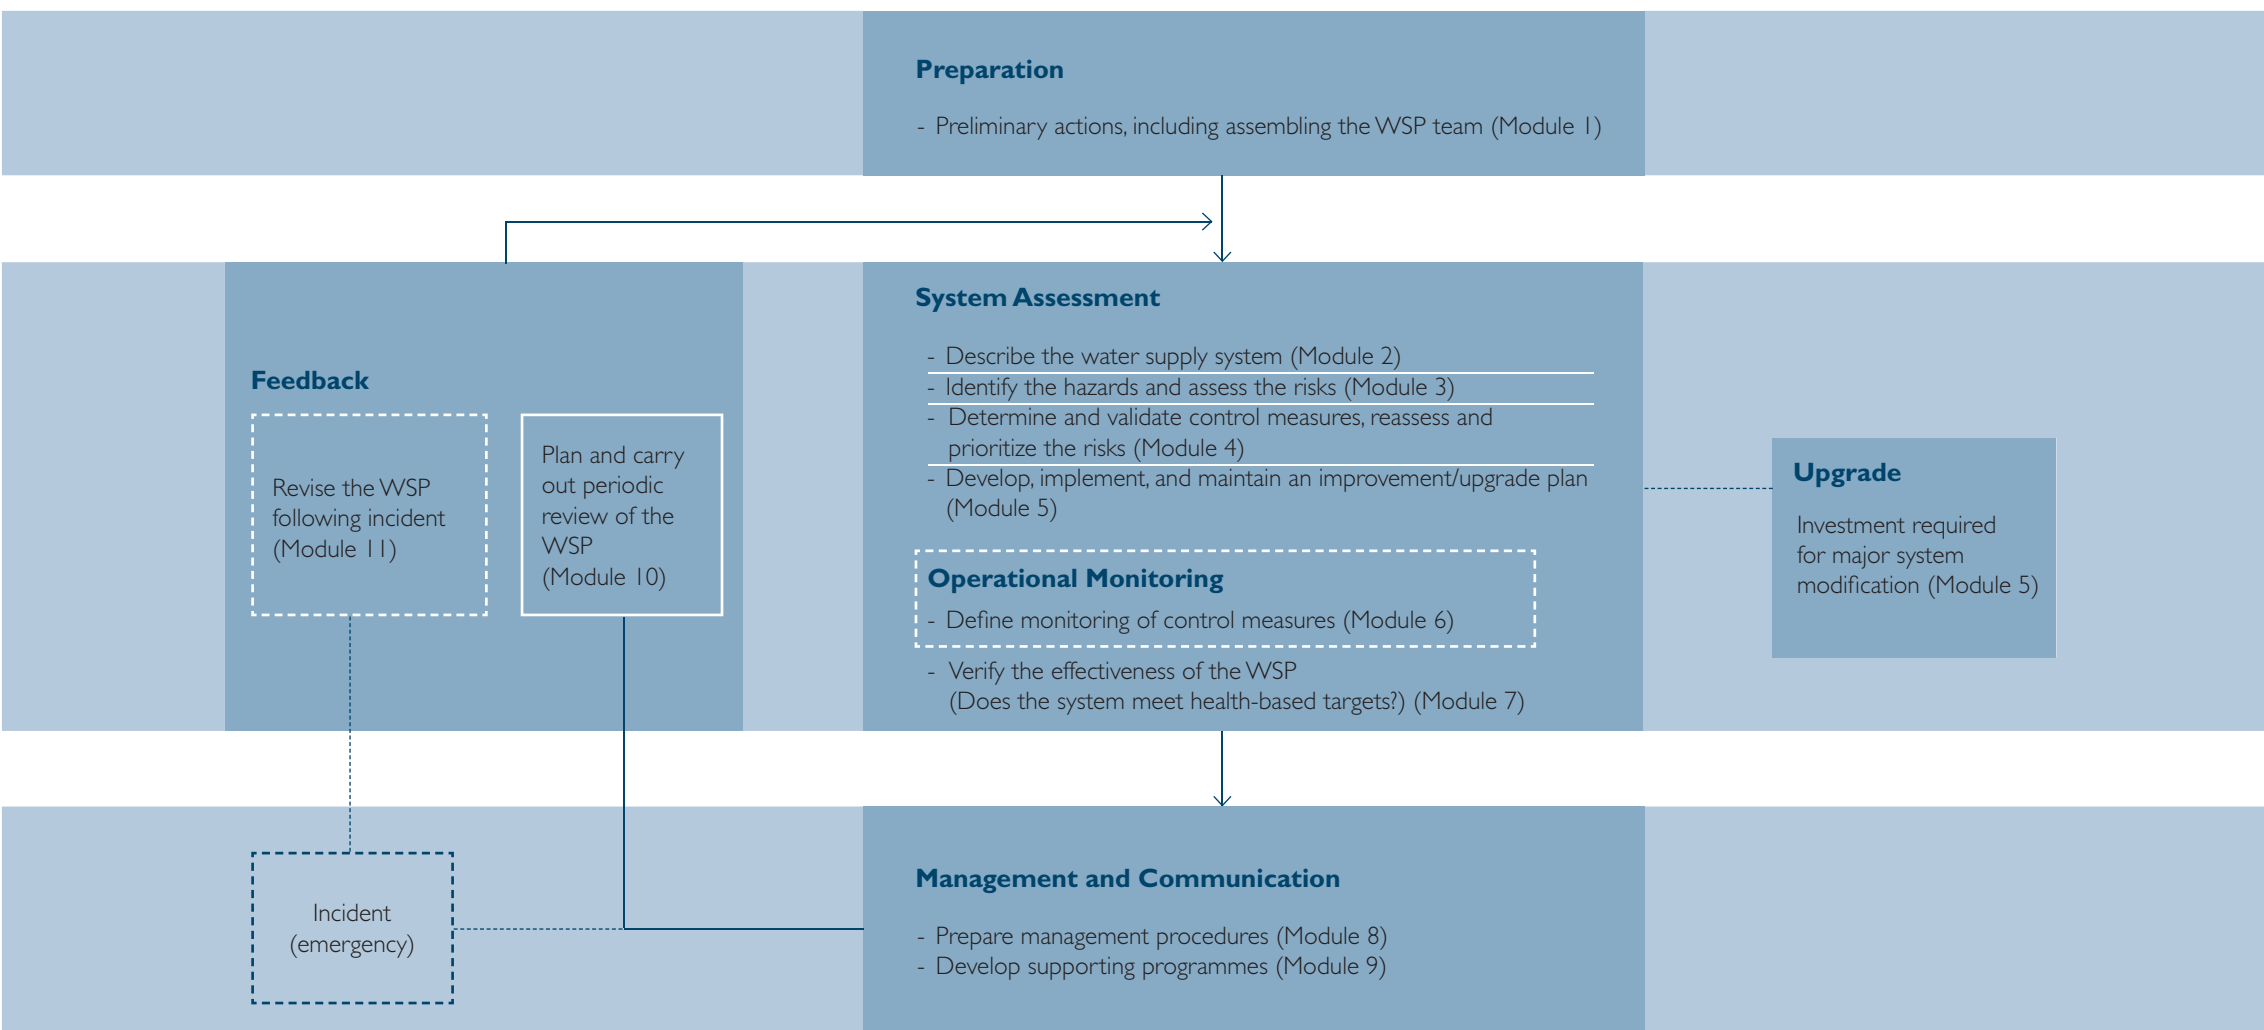 Preparation
- Preliminary actions, including assembling the WSP team (Module 1)
Feedback
Revise the WSP
following incident
(Module 11)
Plan and carry
out periodic
review of the
WSP
(Module 10)
System Assessment
- Describe the water supply system (Module 2)
- Identify the hazards and assess the risks (Module 3)
- Determine and validate control measures, reassess and
prioritize the risks (Module 4)
- Develop, implement, and maintain an improvement/upgrade plan
(Module 5)
Operational Monitoring
- Define monitoring of control measures (Module 6)
- Verify the effectiveness of the WSP
(Does the system meet health-based targets?) (Module 7)
Upgrade
Investment required
for major system
modification (Module 5)
Incident
(emergency)
Management and Communication
- Prepare management procedures (Module 8)
- Develop supporting programmes (Module 9)